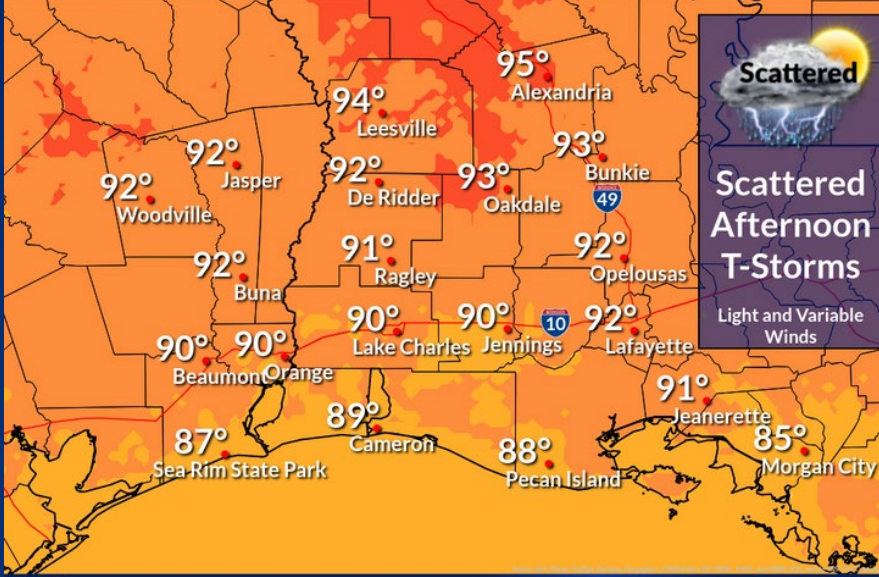 Scattered
Scattered
Afternoon
T-Storms
Light and Variable
Winds
95°
Alexandria
94°
Leesville
93°
Bunkie
92°
Jasper
92°
Woodville
92°
De Ridder
93°
Oakdale
49
92°
Opelousas
91°
Ragley
92°
Buna
90°
Lake Charles
90°
Jennings
10
92°
Lafayette
90°
Beaumont
90°
Orange
91°
Jeanerette
89°
Cameron
87°
Sea Rim State Park
88°
Pecan Island
85°
Morgan City